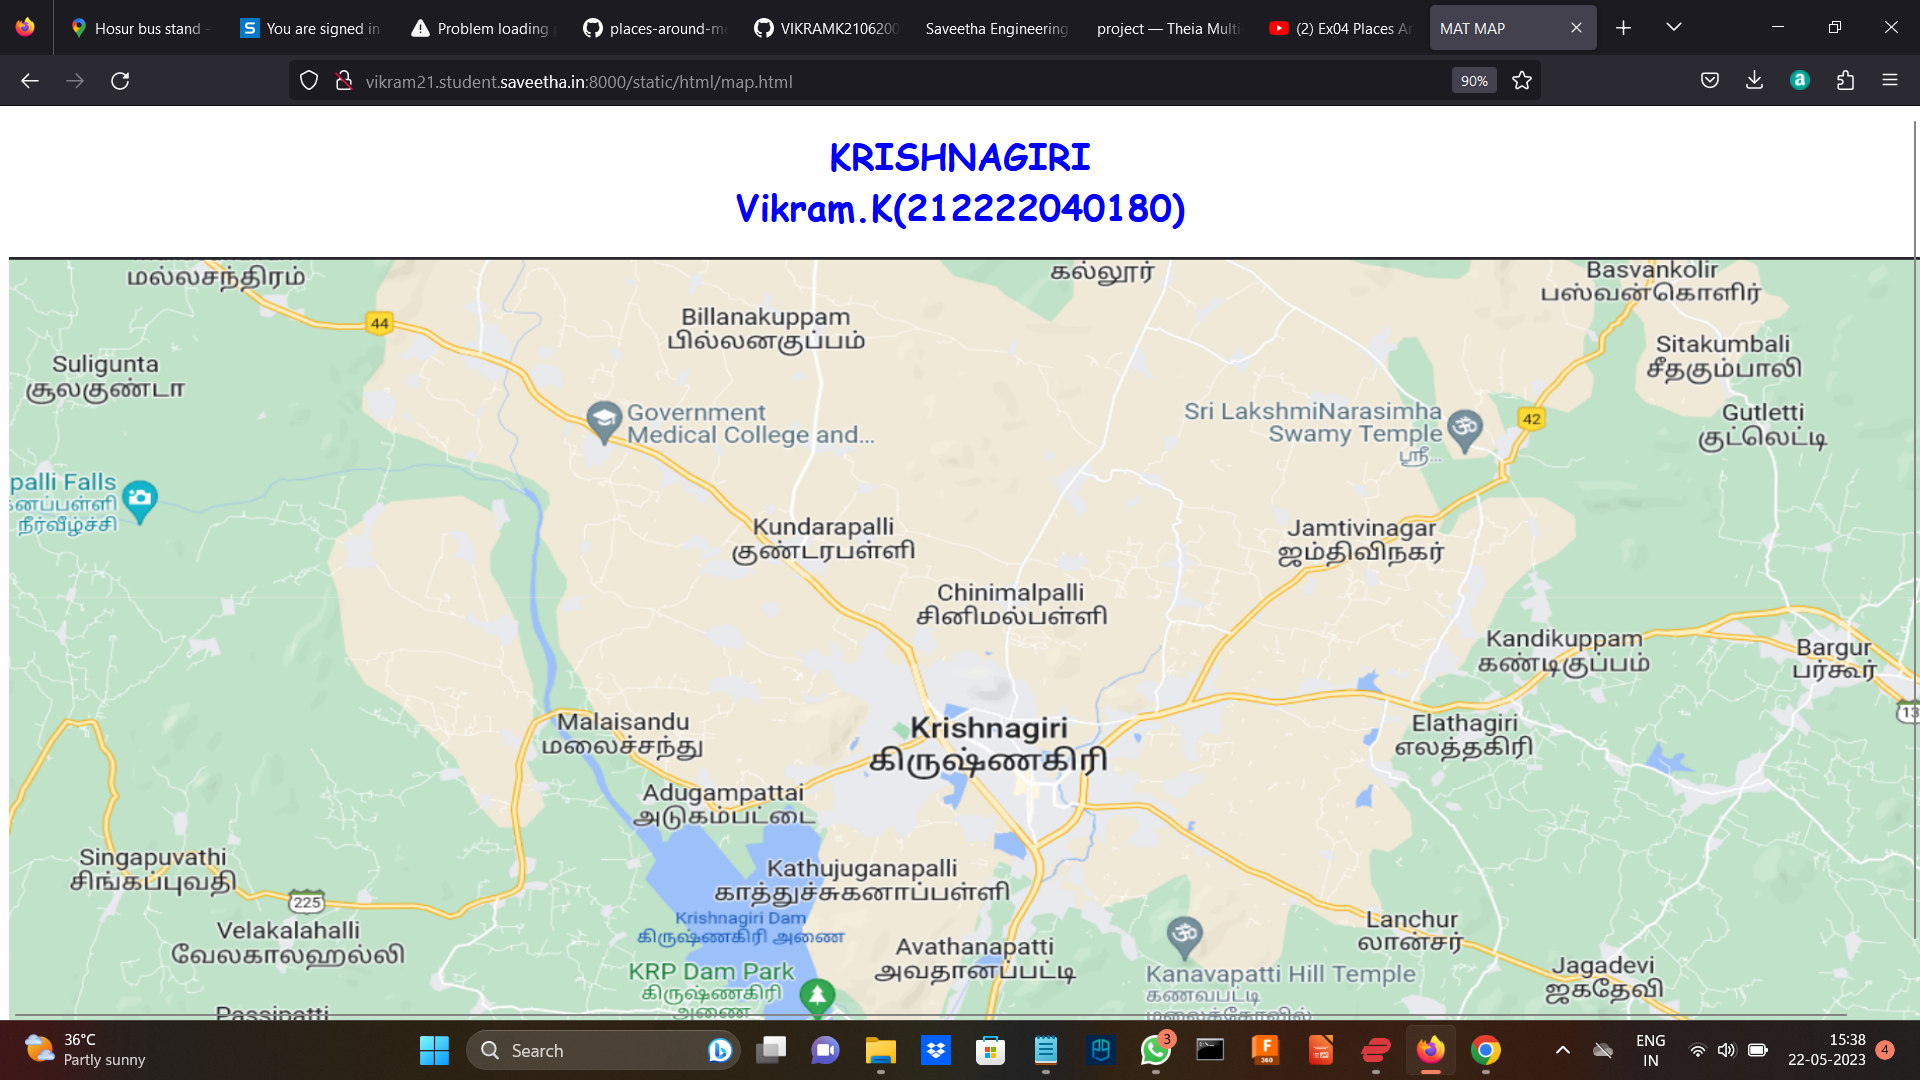 Hosur bus stand -
You are signed in
Problem loading
places-around-me
VIKRAMK2106200
Saveetha Engineering
project — Theia Multi
(2) Ex04 Places Ar
MAT MAP
vikram21.student.saveetha.in:8000/static/html/map.html
90%
KRISHNAGIRI
Vikram.K(212222040180)
மல்லசந்திரம்
கல்லூர்
Basvankolir
பஸ்வன்கொளிர்
44
Billanakuppam
பில்லனகுப்பம்
Sitakumbali
சீதகும்பாலி
Suligunta
சூலகுண்டா
Government
Medical College and...
Sri LakshmiNarasimha
Swamy Temple
ஸ்ரீ...
42
Gutletti
குட்லெட்டி
palli Falls
னைப்பள்ளி
நீர்வீழ்ச்சி
Kundarapalli
குண்டரபள்ளி
Jamtivinagar
ஜம்திவிநகர்
Chinimalpalli
சினிமல்பள்ளி
Kandikuppam
கண்டிகுப்பம்
Bargur
பர்கூர்
Malaisandu
மலைச்சந்து
Krishnagiri
கிருஷ்ணகிரி
Elathagiri
எலத்தகிரி
13
Adugampattai
அடுகம்பட்டை
Singapuvathi
சிங்கப்புவதி
Kathujuganapalli
காத்துச்சுகனாப்பள்ளி
225
Krishnagiri Dam
கிருஷ்ணகிரி அணை
Velakalahalli
வேலகாலஹல்லி
Lanchur
லான்சர்
Avathanapatti
அவதானப்பட்டி
KRP Dam Park
கிருஷ்ணகிரி
அணை
Kanavapatti Hill Temple
கணவபட்டி
மலைக்கோவில்
Jagadevi
ஜகதேவி
Passipatti
36°C
Partly sunny
Search
3
ENG
IN
15:38
22-05-2023
4